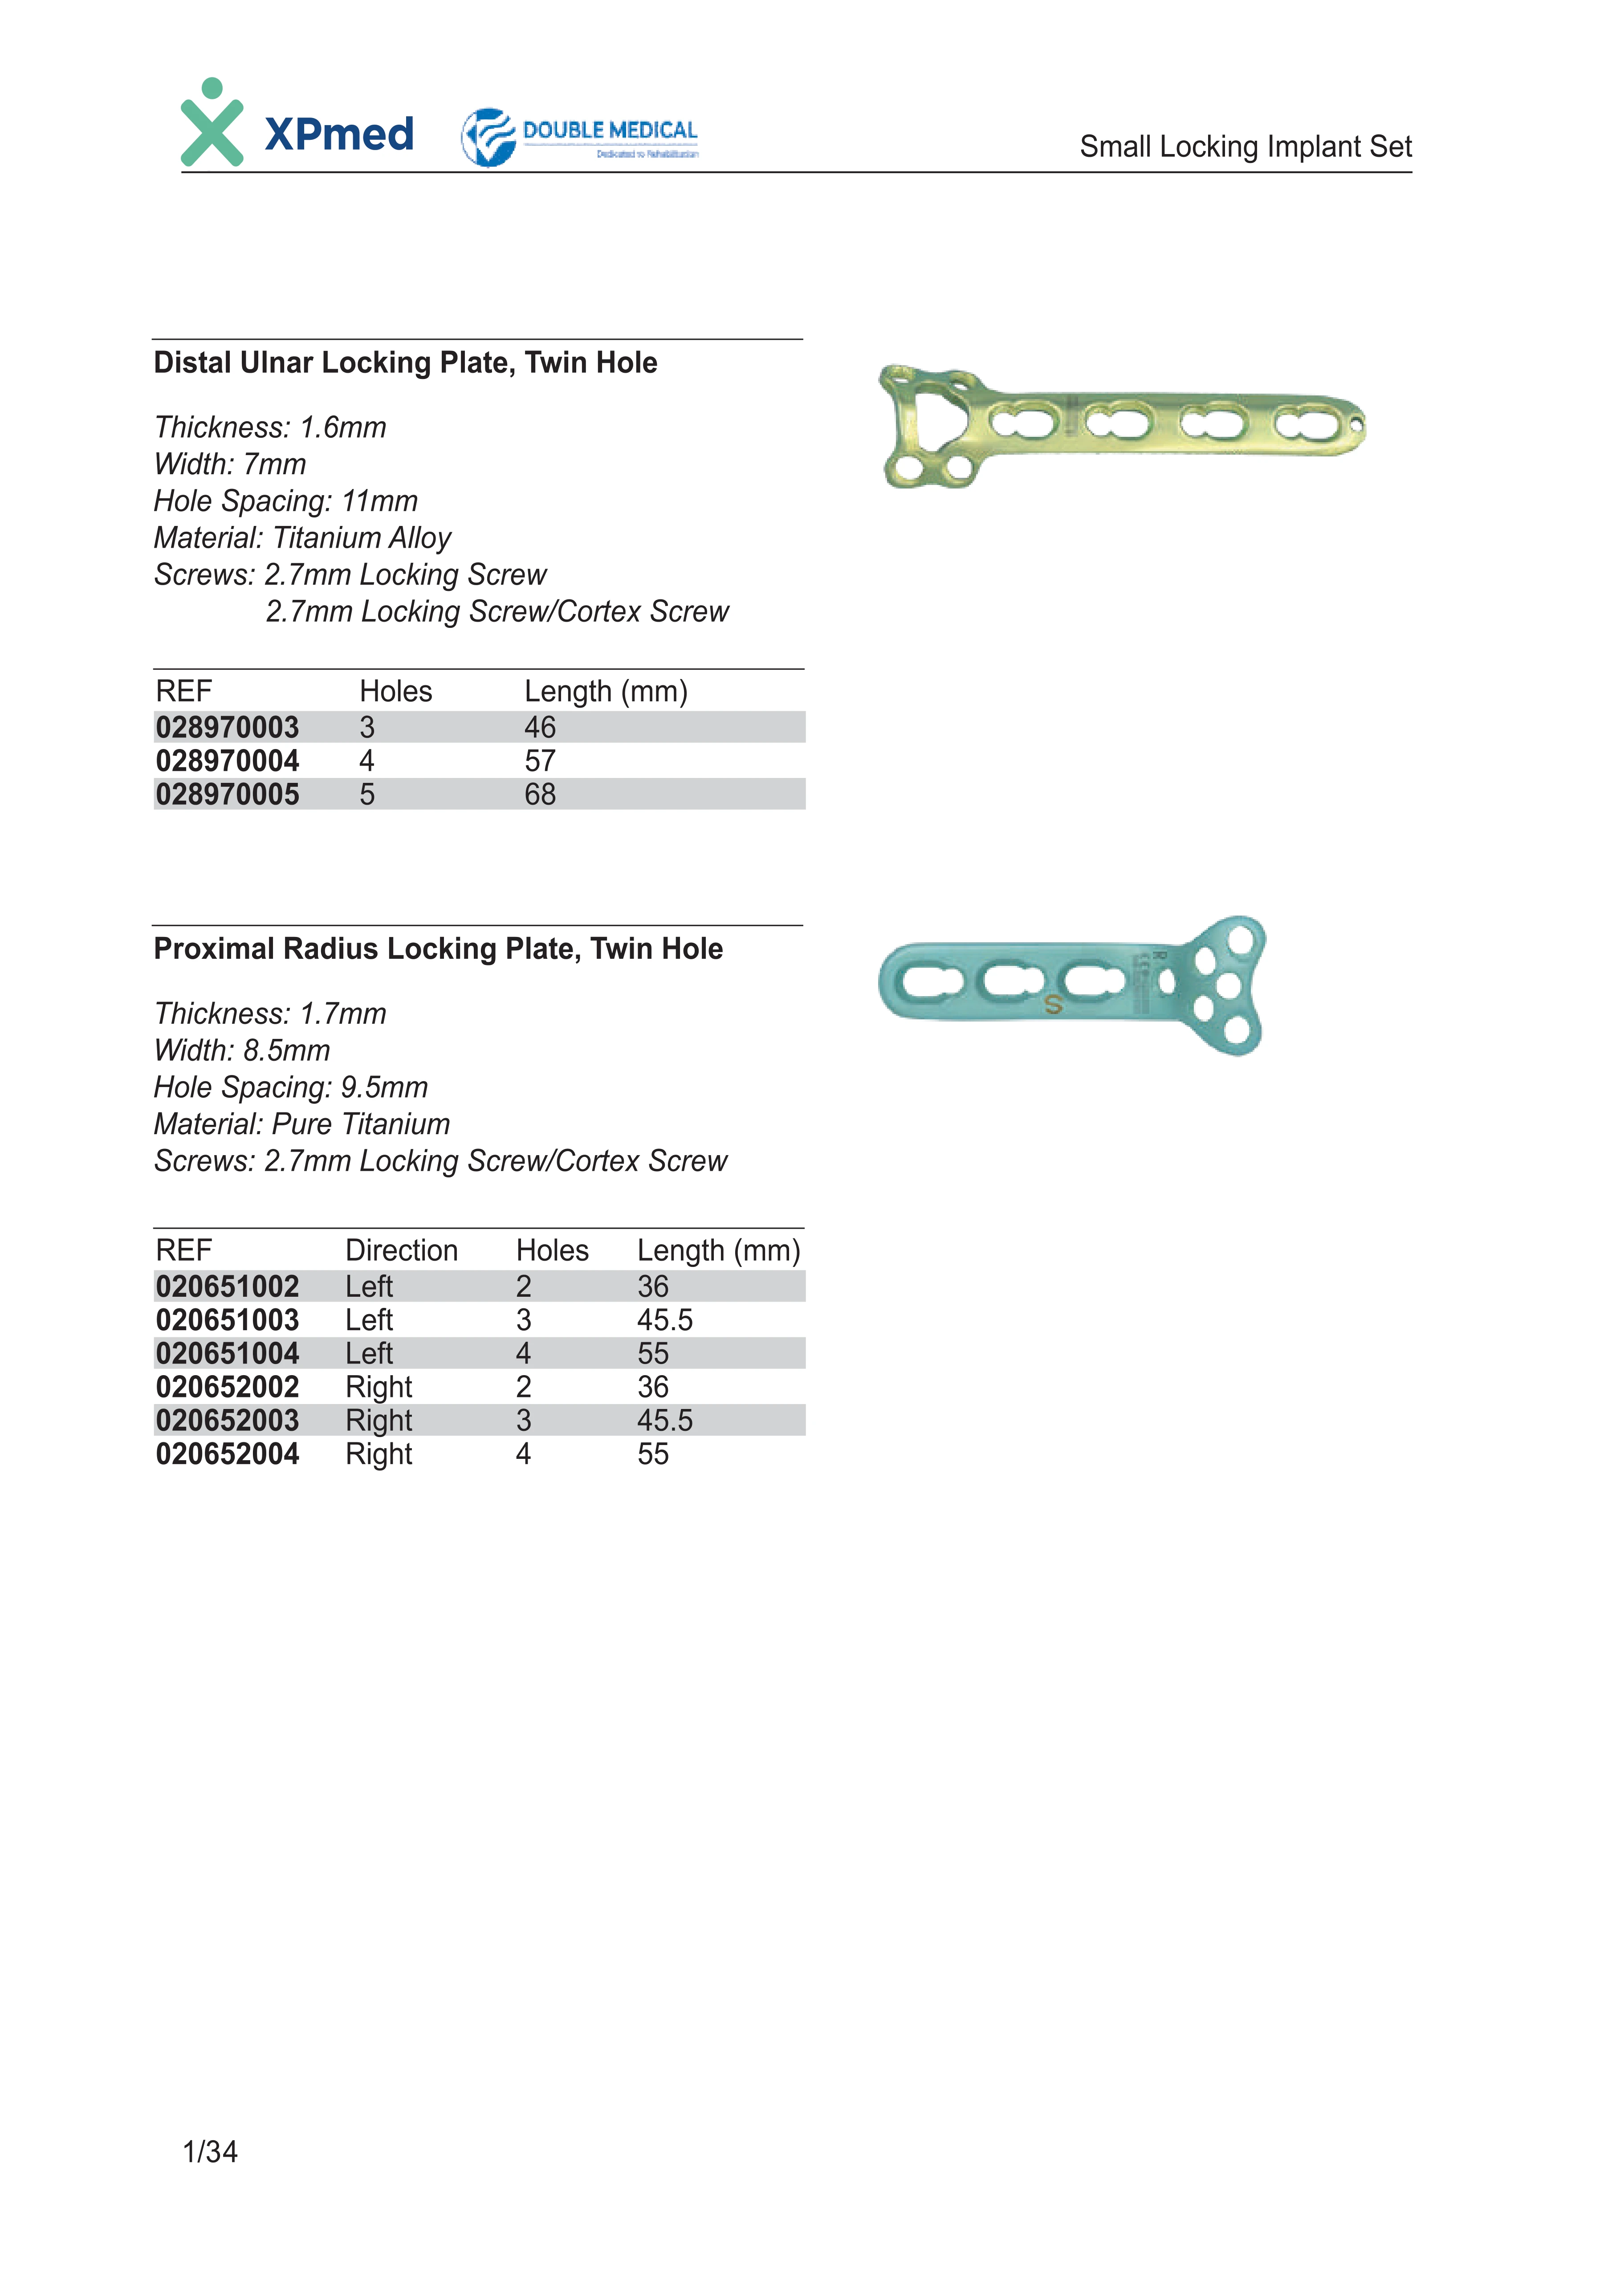 XPmed
DOUBLE MEDICAL
Dedicated to Rehabilitation
Small Locking Implant Set
Distal Ulnar Locking Plate, Twin Hole
Thickness: 1.6mm
Width: 7mm
Hole Spacing: 11mm
Material: Titanium Alloy
Screws: 2.7mm Locking Screw
2.7mm Locking Screw/Cortex Screw
REF Holes Length (mm)
028970003 3 46
028970004 4 57
028970005 5 68
Proximal Radius Locking Plate, Twin Hole
Thickness: 1.7mm
Width: 8.5mm
Hole Spacing: 9.5mm
Material: Pure Titanium
Screws: 2.7mm Locking Screw/Cortex Screw
S
R
REF Direction Holes Length (mm)
020651002 Left 2 36
020651003 Left 3 45.5
020651004 Left 4 55
020652002 Right 2 36
020652003 Right 3 45.5
020652004 Right 4 55
1/34